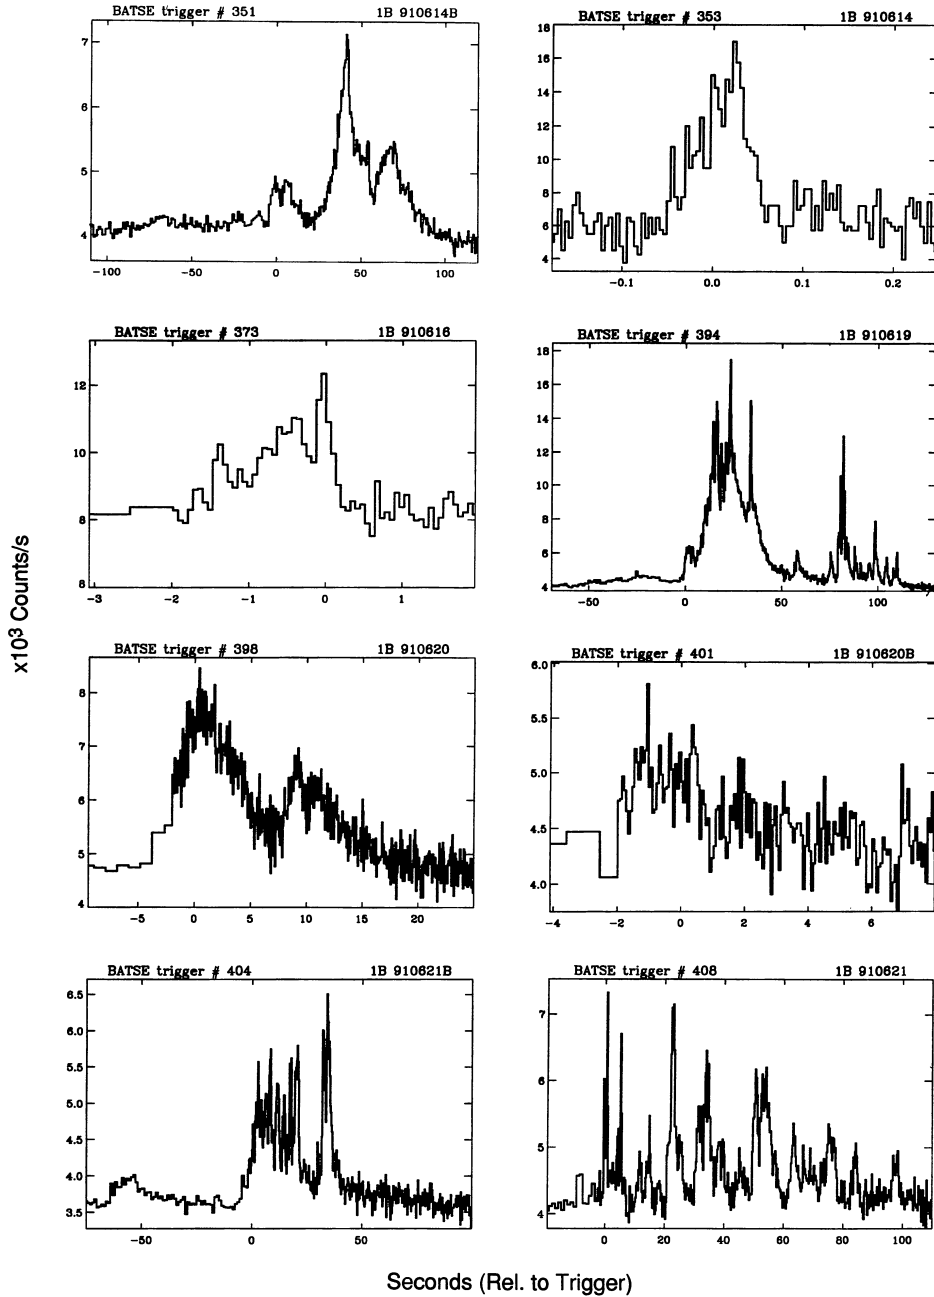 BATSE trigger # 351 1B 910614B
7
6
5
4
-100 -50 0 50 100
BATSE trigger # 353 1B 910614
18
16
14
12
10
8
6
4
-0.1 0.0 0.1 0.2
BATSE trigger # 373 1B 910616
12
10
8
6
-3 -2 -1 0 1
BATSE trigger # 394 1B 910619
18
16
14
12
10
8
6
4
-50 0 50 100
x10³ Counts/s
BATSE trigger # 398 1B 910620
8
7
6
5
4
-5 0 5 10 15 20
BATSE trigger # 401 1B 910620B
6.0
5.5
5.0
4.5
4.0
-4 -2 0 2 4 6
BATSE trigger # 404 1B 910621B
6.5
6.0
5.5
5.0
4.5
4.0
3.5
-50 0 50
BATSE trigger # 408 1B 910621
7
6
5
4
0 20 40 60 80 100
Seconds (Rel. to Trigger)